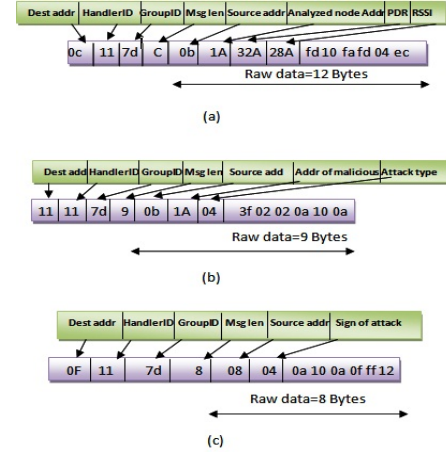 Dest addr HandlerID GroupID Msg len Source addr Analyzed node Addr PDR RSSI
0c 11 7d C 0b 1A 32A 28A fd 10 fa fd 04 ec
Raw data=12 Bytes
(a)
Dest add HandlerID GroupID Msg len Source add Addr of malicious Attack type
11 11 7d 9 0b 1A 04 3f 02 02 0a 10 0a
Raw data=9 Bytes
(b)
Dest addr HandlerID GroupID Msg len Source addr Sign of attack
0F 11 7d 8 08 04 0a 10 0a 0f ff 12
Raw data=8 Bytes
(c)